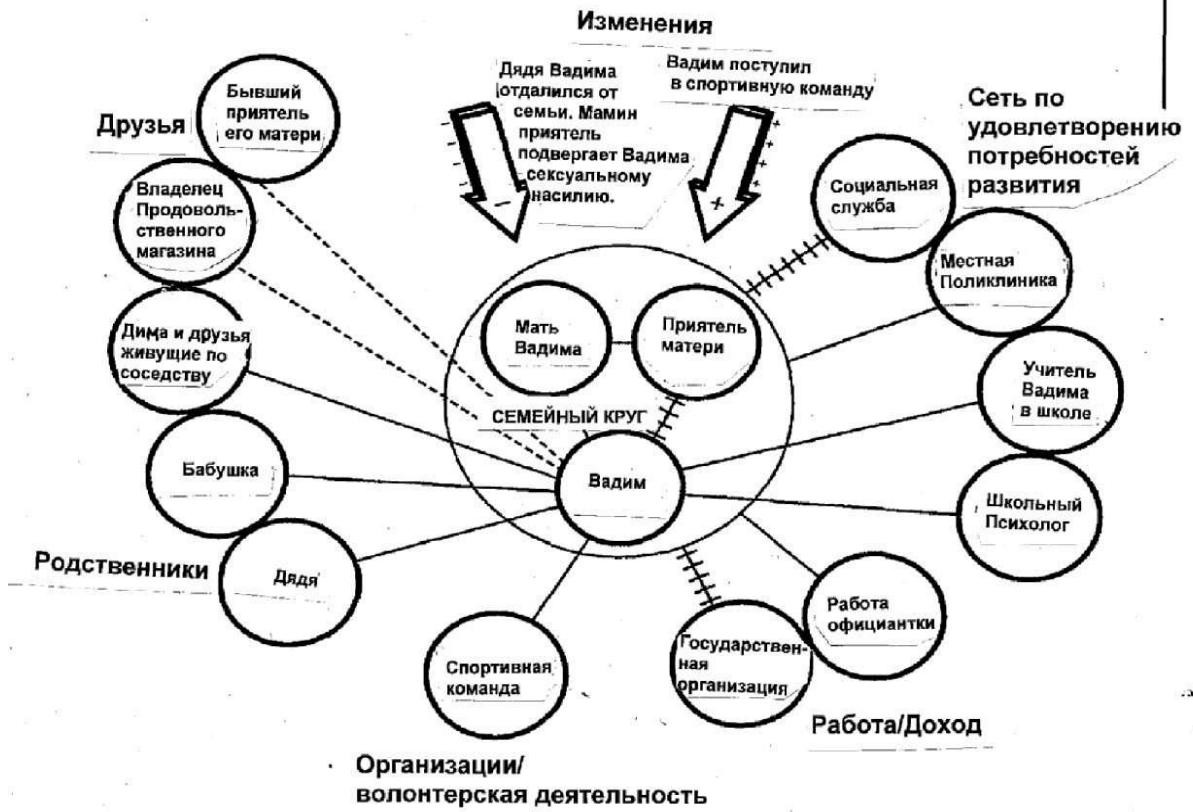 Изменения
Дядя Вадима
отдалился от
семьи. Мамин
приятель
подвергает Вадима
сексуальному
насилию.
Вадим поступил
в спортивную команду
Друзья
Бывший
приятель
его матери
Владелец
Продоволь-
ственного
магазина
Дима и друзья
живущие по
соседству
Бабушка
Родственники
Дядя
Сеть по
удовлетворению
потребностей
развития
Социальная
служба
Местная
Поликлиника
Учитель
Вадима
в школе
Школьный
Психолог
Мать
Вадима
Приятель
матери
СЕМЕЙНЫЙ КРУГ
Вадим
Спортивная
команда
Организации/
волонтерская деятельность
Государствен-
ная
организация
Работа
официантки
Работа/Доход